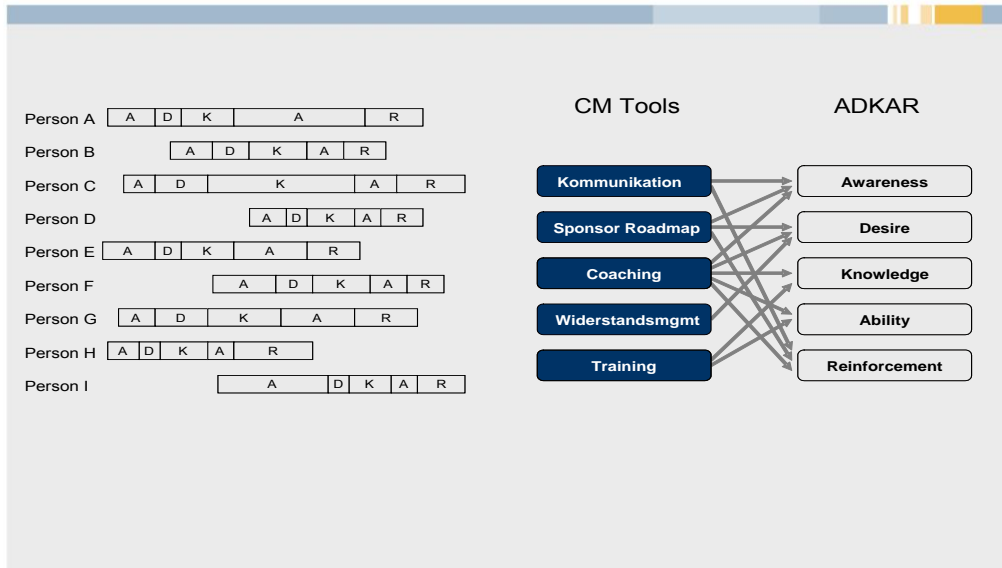 Person A A D K A R
Person B A D K A R
Person C A D K A R
Person D A D K A R
Person E A D K A R
Person F A D K A R
Person G A D K A R
Person H A D K A R
Person I A D K A R
CM Tools ADKAR
Kommunikation Awareness
Sponsor Roadmap Desire
Coaching Knowledge
Widerstandsmgmt Ability
Training Reinforcement